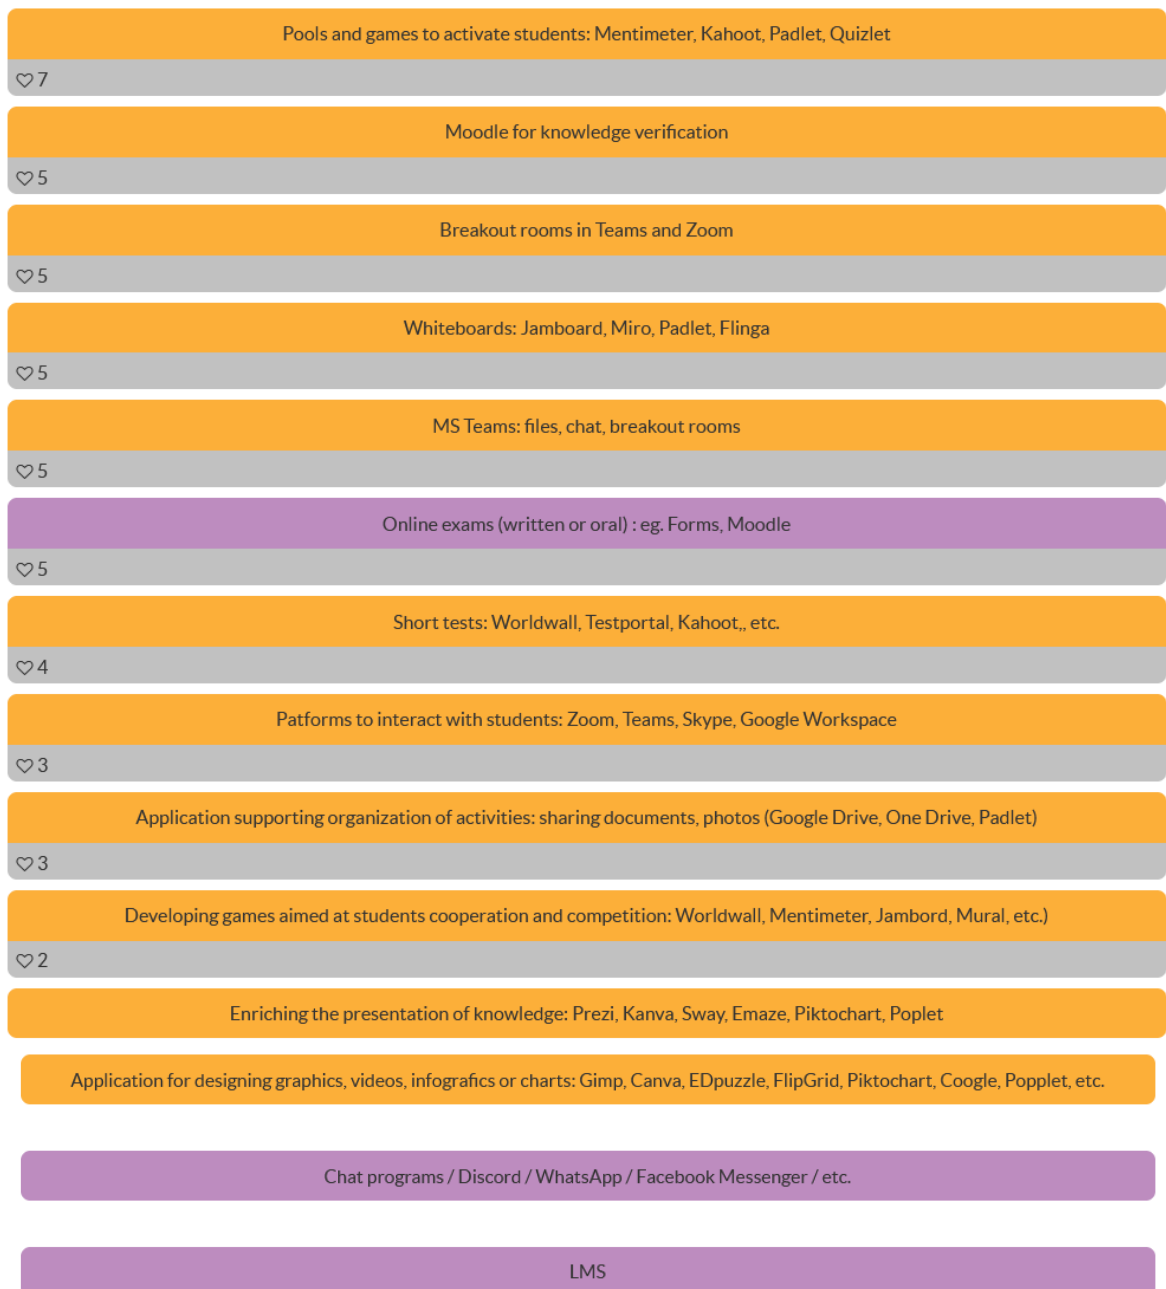 Pools and games to activate students: Mentimeter, Kahoot, Padlet, Quizlet
♡ 7
Moodle for knowledge verification
♡ 5
Breakout rooms in Teams and Zoom
♡ 5
Whiteboards: Jamboard, Miro, Padlet, Flinga
♡ 5
MS Teams: files, chat, breakout rooms
♡ 5
Online exams (written or oral) : eg. Forms, Moodle
♡ 5
Short tests: Worldwall, Testportal, Kahoot,, etc.
♡ 4
Patforms to interact with students: Zoom, Teams, Skype, Google Workspace
♡ 3
Application supporting organization of activities: sharing documents, photos (Google Drive, One Drive, Padlet)
♡ 3
Developing games aimed at students cooperation and competition: Worldwall, Mentimeter, Jambord, Mural, etc.)
♡ 2
Enriching the presentation of knowledge: Prezi, Kanva, Sway, Emaze, Piktochart, Poplet
Application for designing graphics, videos, infografics or charts: Gimp, Canva, EDpuzzle, FlipGrid, Piktochart, Coogle, Popplet, etc.
Chat programs / Discord / WhatsApp / Facebook Messenger / etc.
LMS